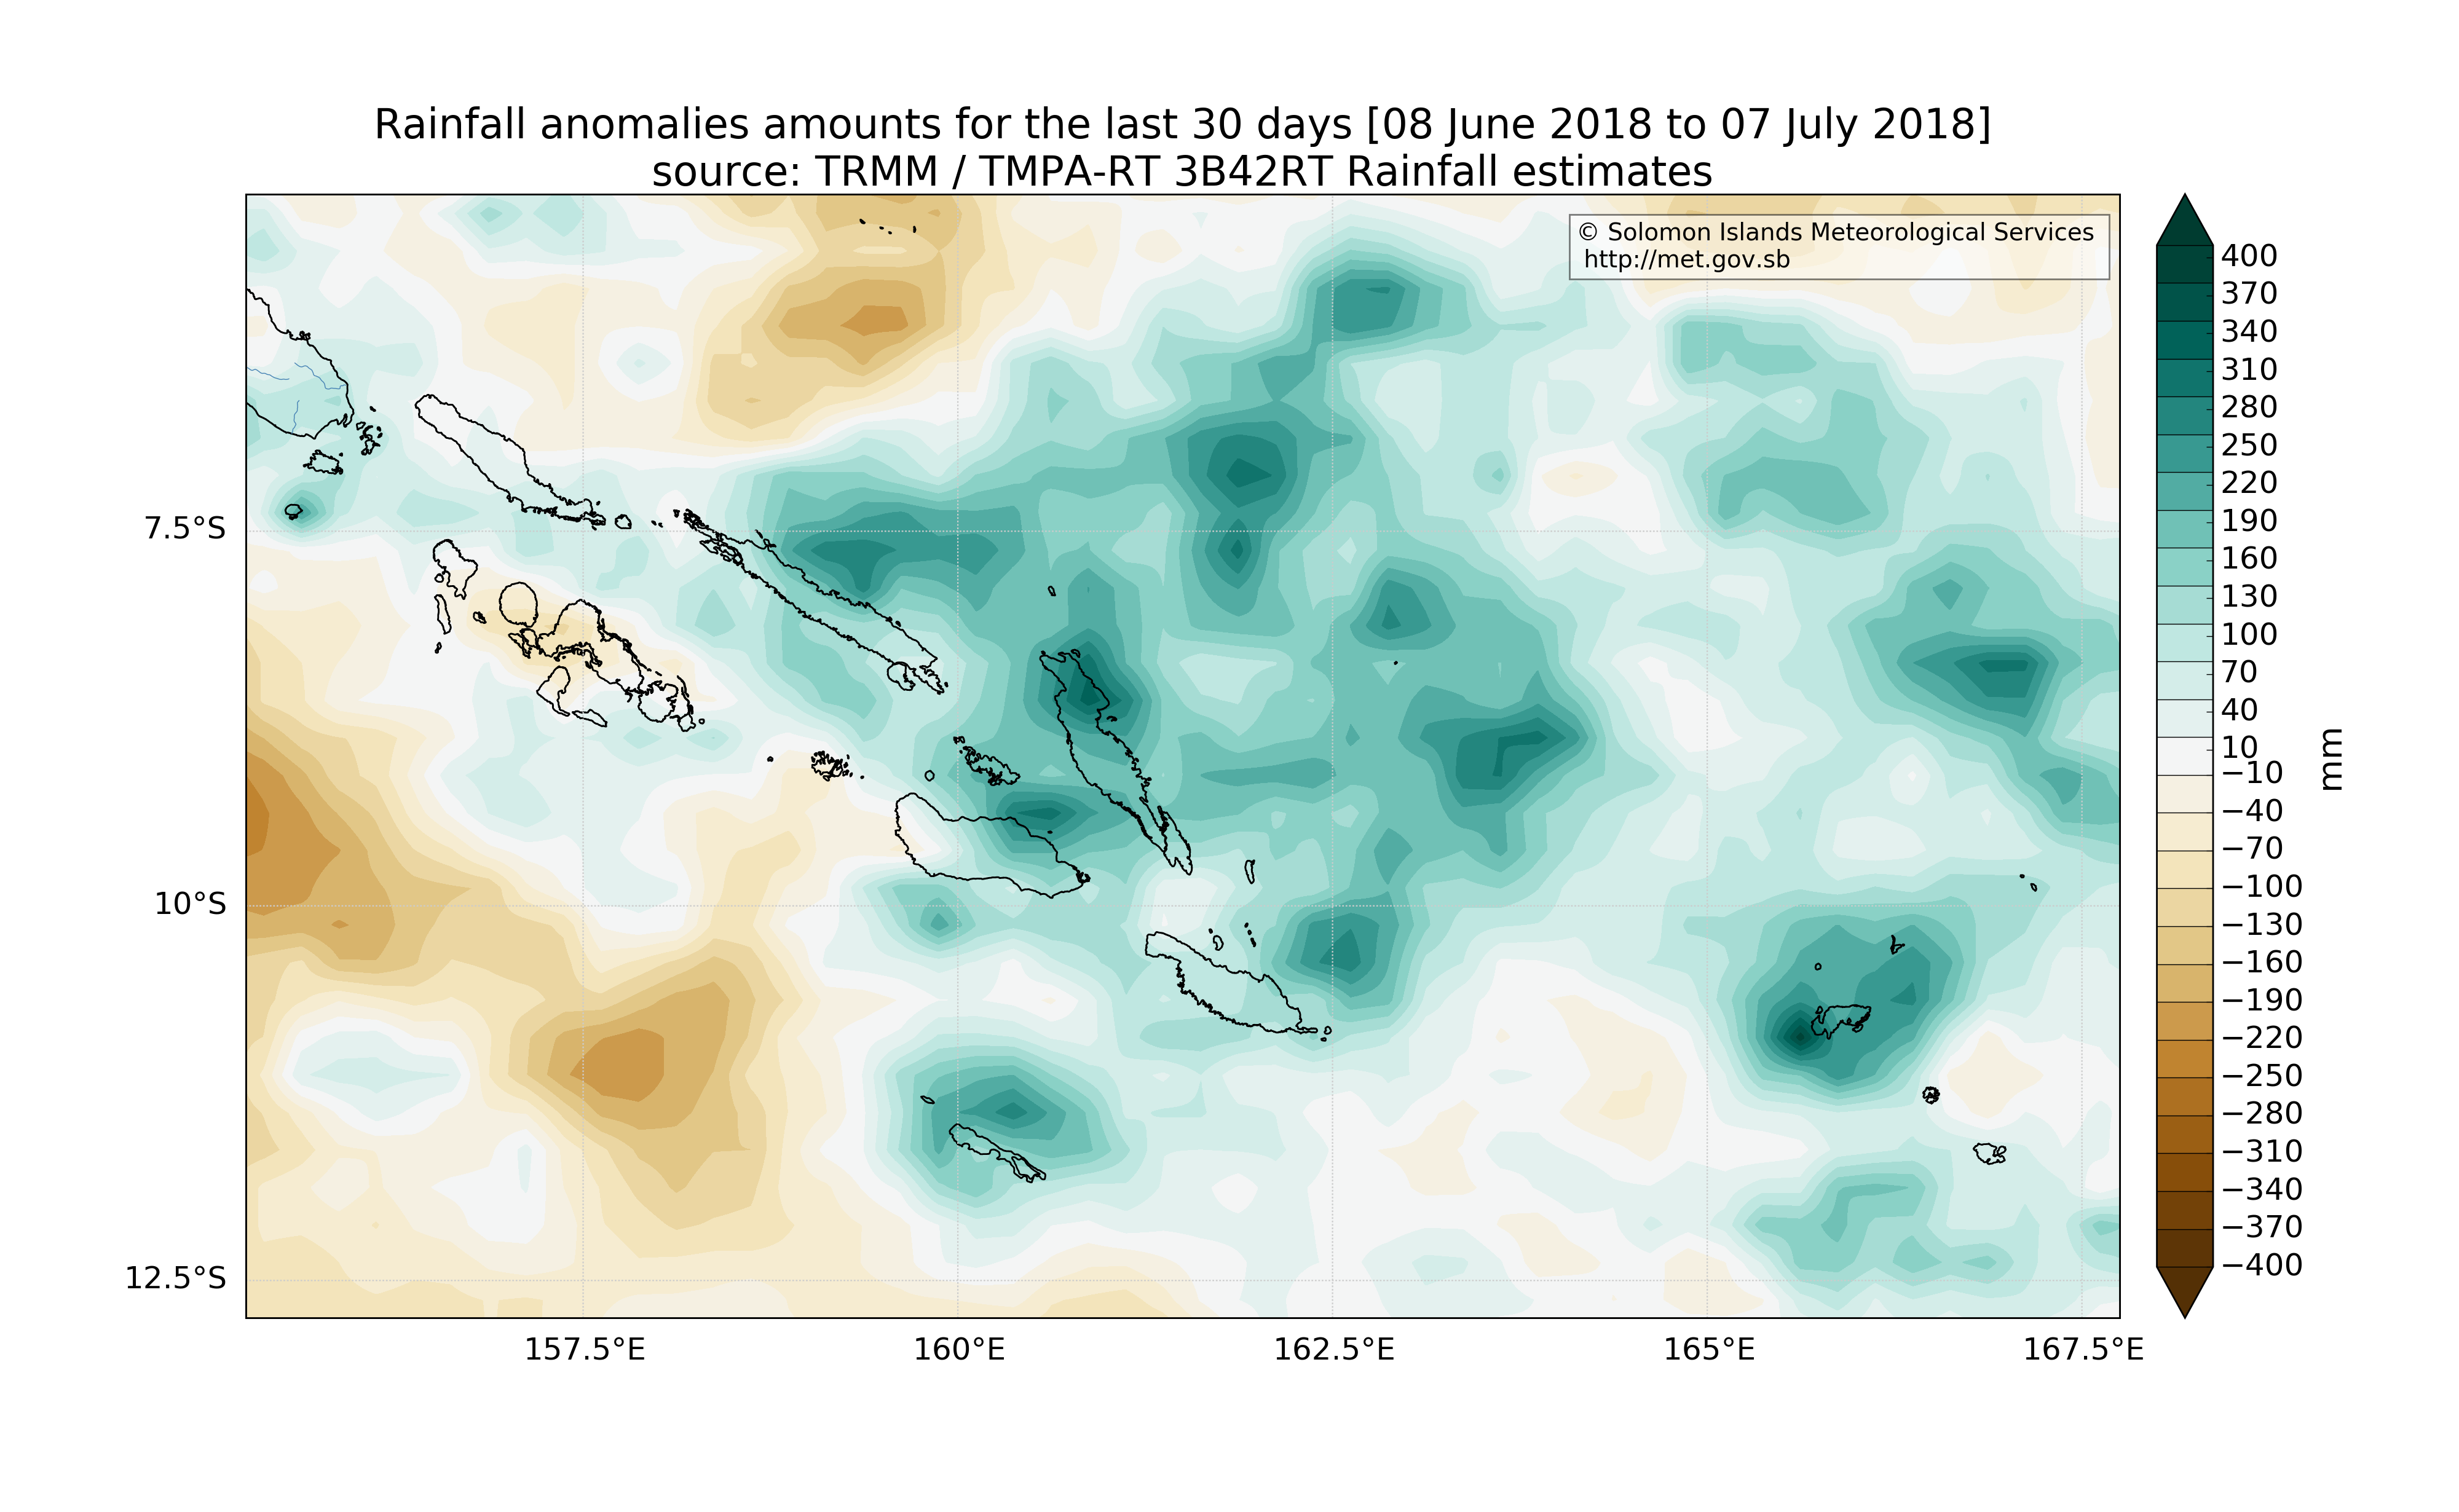 Rainfall anomalies amounts for the last 30 days [08 June 2018 to 07 July 2018]
source: TRMM / TMPA-RT 3B42RT Rainfall estimates
© Solomon Islands Meteorological Services
http://met.gov.sb
7.5°S
10°S
12.5°S
157.5°E
160°E
162.5°E
165°E
167.5°E
400
370
340
310
280
250
220
190
160
130
100
70
40
10
−10
−40
−70
−100
−130
−160
−190
−220
−250
−280
−310
−340
−370
−400
mm